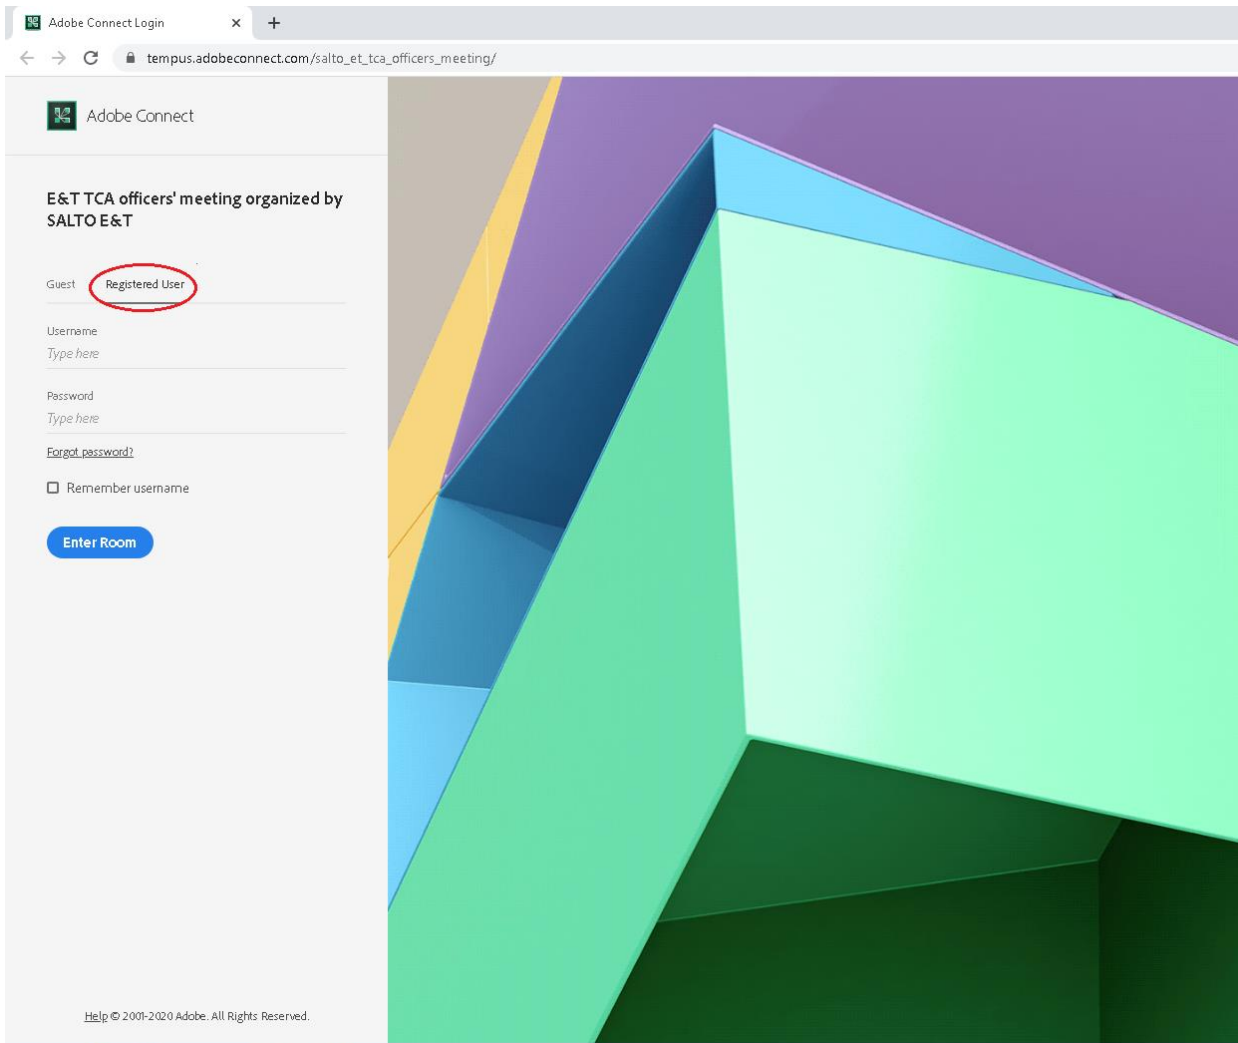 Adobe Connect Login
tempus.adobeconnect.com/salto_et_tca_officers_meeting/
Adobe Connect
E&T TCA officers' meeting organized by
SALTO E&T
Guest Registered User
Username
Type here
Password
Type here
Forgot password?
Remember username
Enter Room
Help © 2001-2020 Adobe. All Rights Reserved.